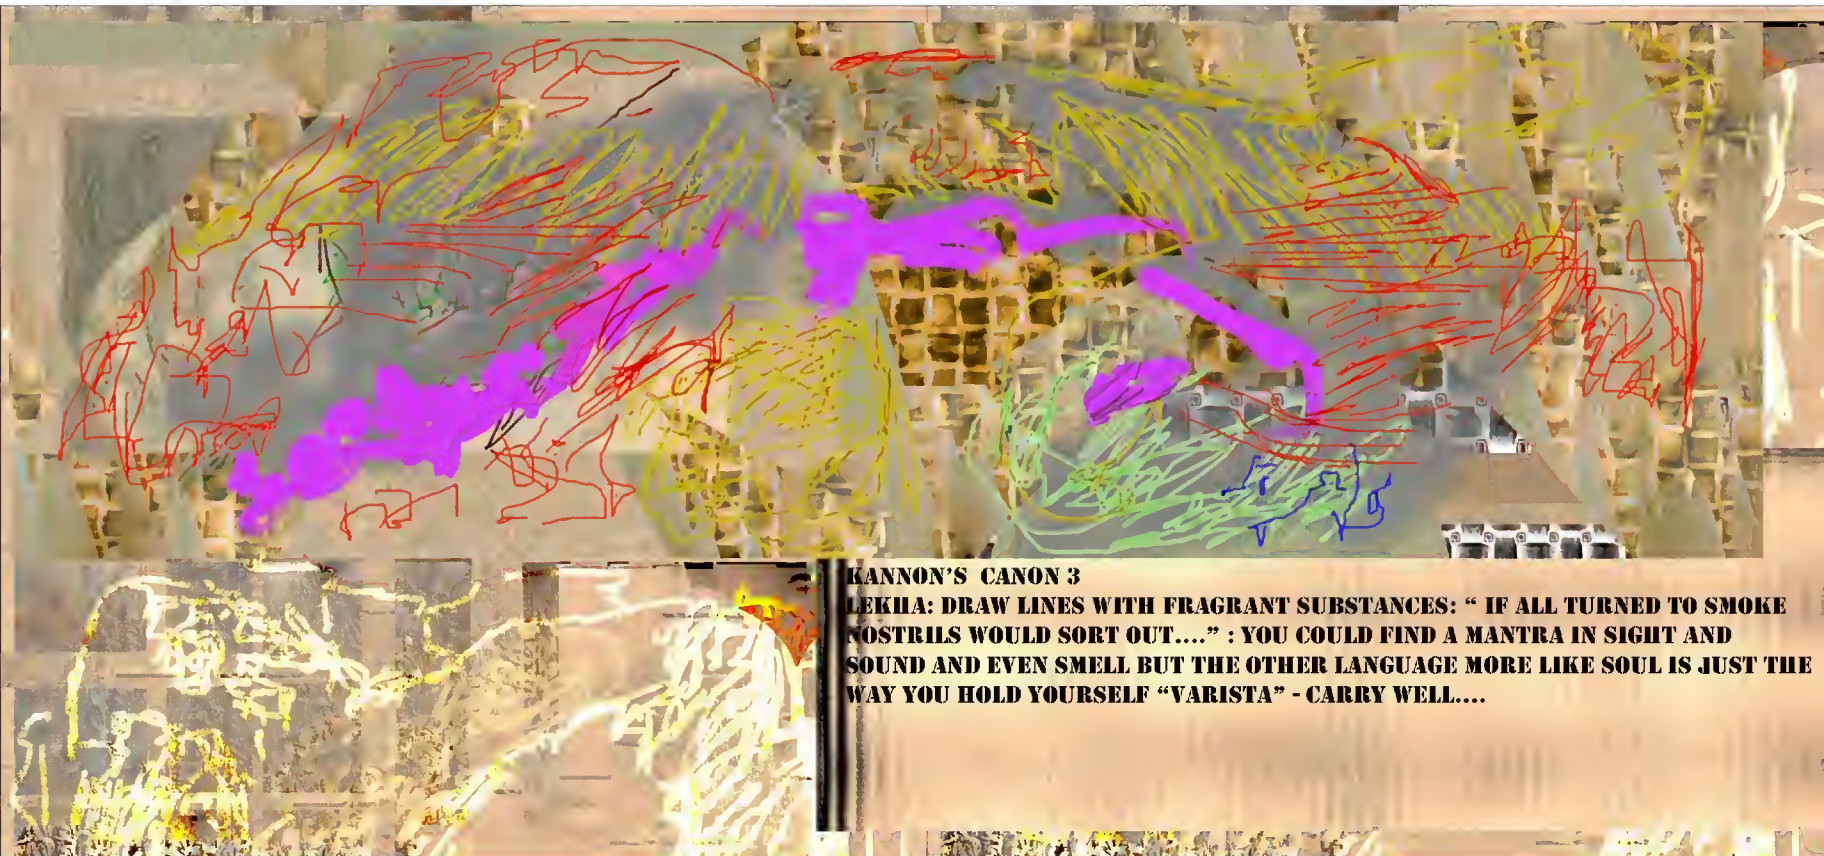 KANNON'S CANON 3
LEKHA: DRAW LINES WITH FRAGRANT SUBSTANCES: “ IF ALL TURNED TO SMOKE
NOSTRILS WOULD SORT OUT....” : YOU COULD FIND A MANTRA IN SIGHT AND
SOUND AND EVEN SMELL BUT THE OTHER LANGUAGE MORE LIKE SOUL IS JUST THE
WAY YOU HOLD YOURSELF “VARISTA” - CARRY WELL....